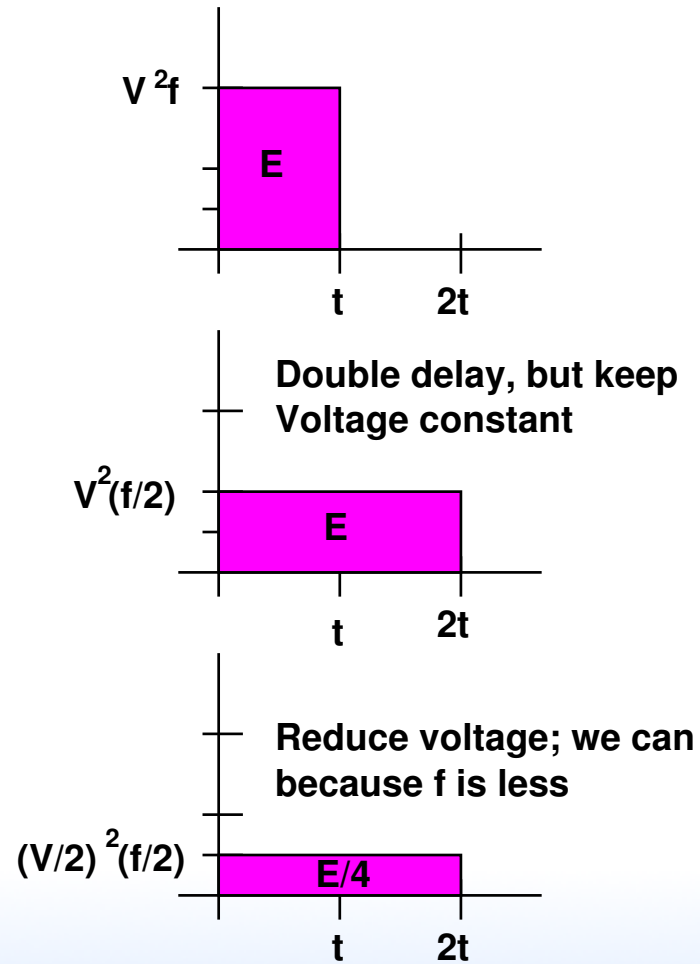 V ²f
E
t 2t
Double delay, but keep
Voltage constant
V²(f/2)
E
t 2t
Reduce voltage; we can
because f is less
(V/2) ²(f/2)
E/4
t 2t